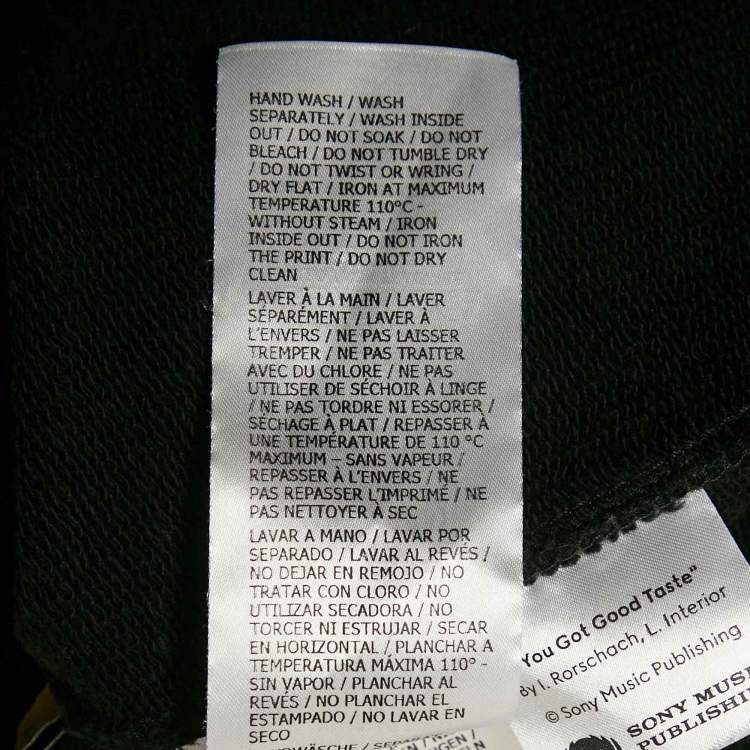 HAND WASH / WASH
SEPARATELY / WASH INSIDE
OUT / DO NOT SOAK / DO NOT
BLEACH / DO NOT TUMBLE DRY
/ DO NOT TWIST OR WRING /
DRY FLAT / IRON AT MAXIMUM
TEMPERATURE 110°C -
WITHOUT STEAM / IRON
INSIDE OUT / DO NOT IRON
THE PRINT / DO NOT DRY
CLEAN
LAVER À LA MAIN / LAVER
SÉPARÉMENT / LAVER À
L'ENVERS / NE PAS LAISSER
TREMPER / NE PAS TRAITER
AVEC DU CHLORE / NE PAS
UTILISER DE SÉCHOIR À LINGE
/ NE PAS TORDRE NI ESSORER /
SÉCHAGE À PLAT / REPASSER À
UNE TEMPÉRATURE DE 110 °C
MAXIMUM – SANS VAPEUR /
REPASSER À L'ENVERS / NE
PAS REPASSER L'IMPRIMÉ / NE
PAS NETTOYER À SEC
LAVAR A MANO / LAVAR POR
SEPARADO / LAVAR AL REVÉS /
NO DEJAR EN REMOJO / NO
TRATAR CON CLORO / NO
UTILIZAR SECADORA / NO
TORCER NI ESTRUJAR / SECAR
EN HORIZONTAL / PLANCHAR A
TEMPERATURA MÁXIMA 110° -
SIN VAPOR / PLANCHAR AL
REVÉS / NO PLANCHAR EL
ESTAMPADO / NO LAVAR EN
SECO
You Got Good Taste"
By I. Rorschach, L. Interior
© Sony Music Publishing
SONY MUSIC
PUBLISHING